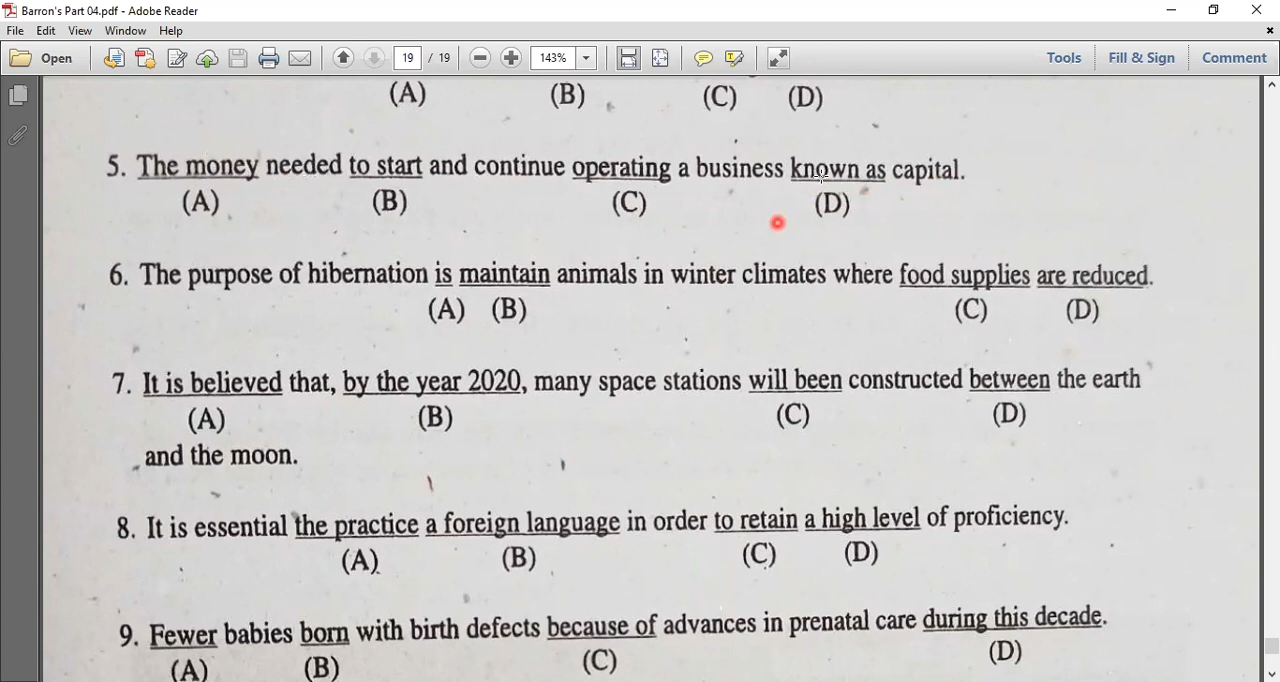 Barron's Part 04.pdf - Adobe Reader
File Edit View Window Help
Open 19 / 19 143% Tools Fill & Sign Comment
(A) (B) (C) (D)
5. The money needed to start and continue operating a business known as capital.
(A) (B) (C) (D)
6. The purpose of hibernation is maintain animals in winter climates where food supplies are reduced.
(A) (B) (C) (D)
7. It is believed that, by the year 2020, many space stations will been constructed between the earth
(A) (B) (C) (D)
and the moon.
8. It is essential the practice a foreign language in order to retain a high level of proficiency.
(A) (B) (C) (D)
9. Fewer babies born with birth defects because of advances in prenatal care during this decade.
(A) (B) (C) (D)